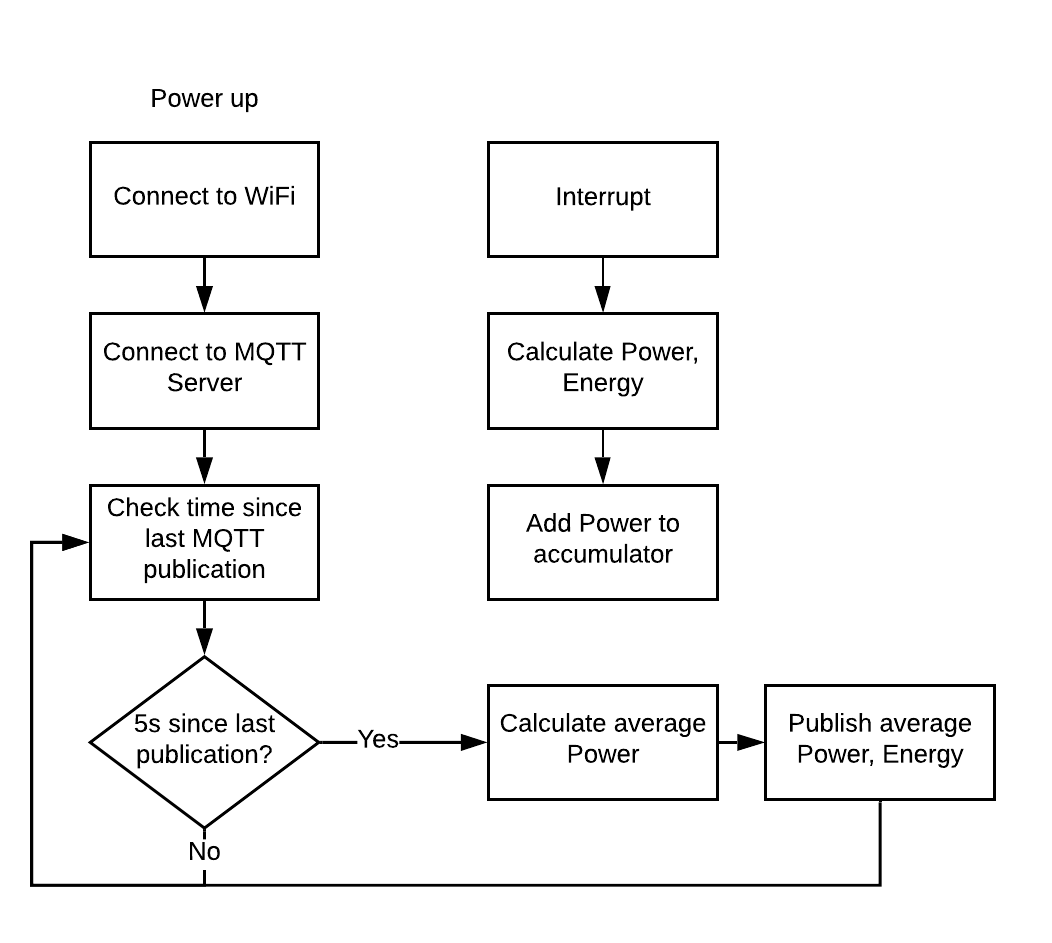 Power up
Connect to WiFi
Connect to MQTT
Server
Check time since
last MQTT
publication
5s since last
publication?
Yes
No
Interrupt
Calculate Power,
Energy
Add Power to
accumulator
Calculate average
Power
Publish average
Power, Energy